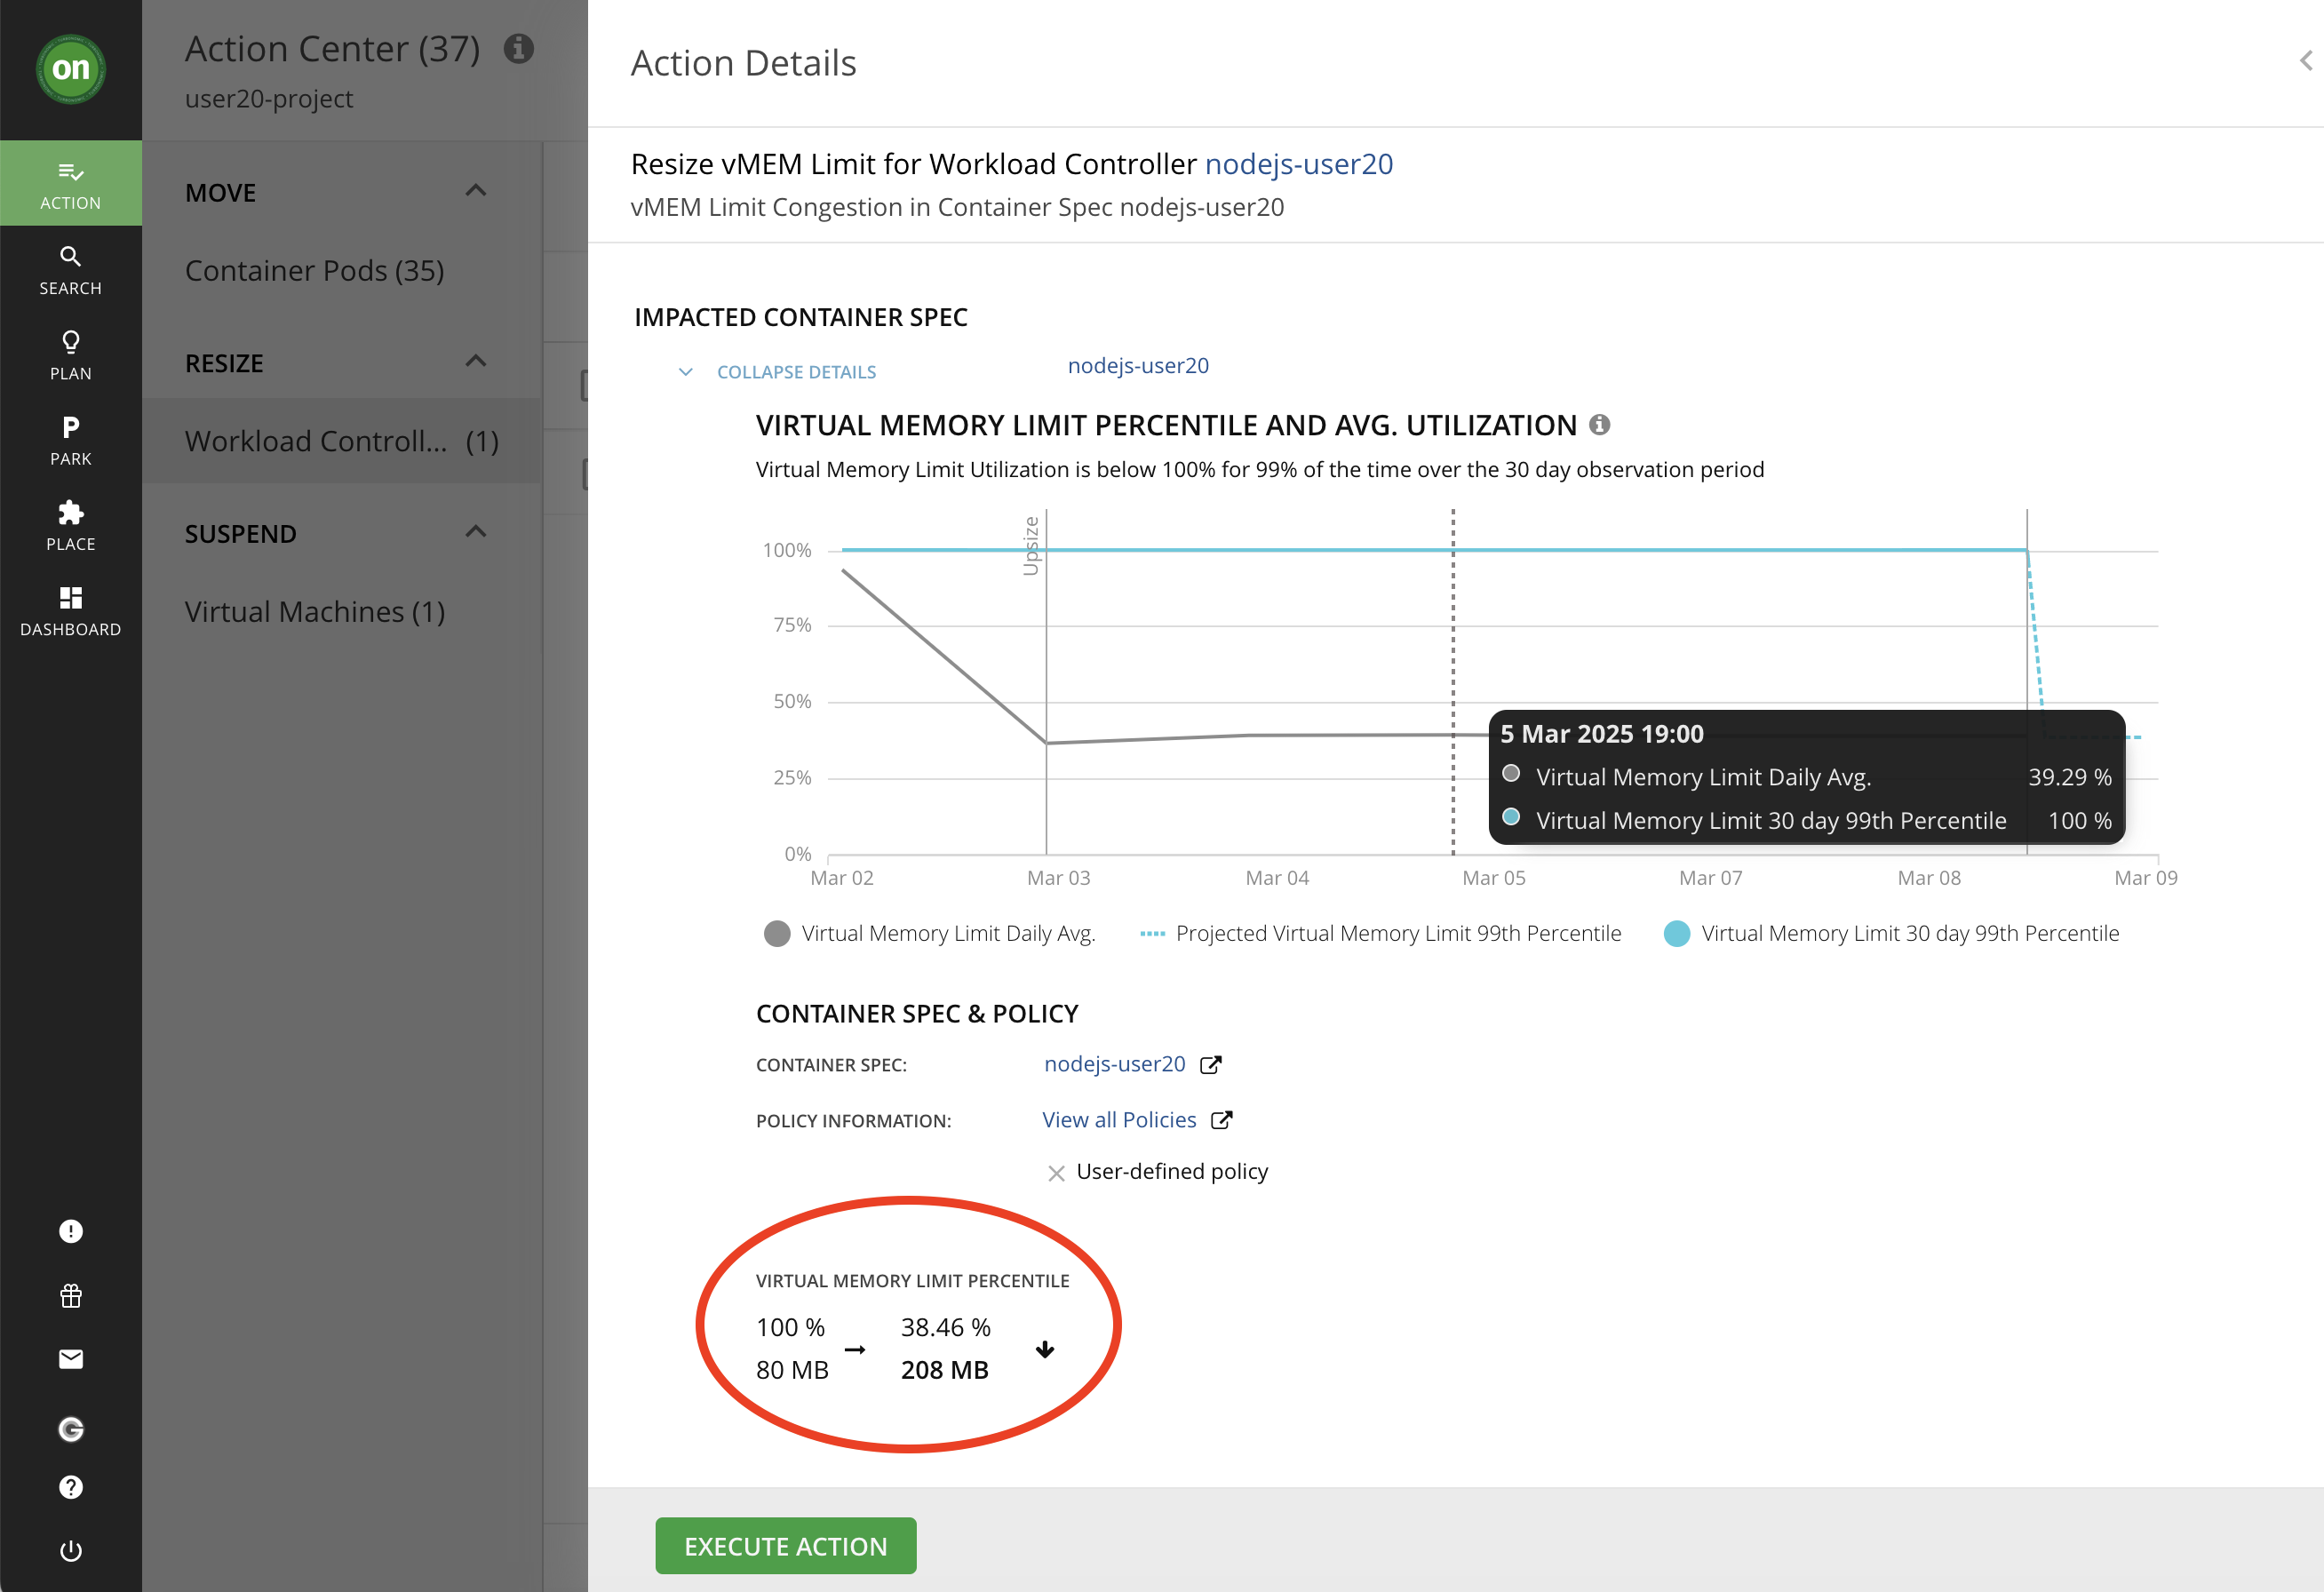 on
ACTION
SEARCH
PLAN
P
PARK
PLACE
DASHBOARD
Action Center (37)
user20-project
MOVE
Container Pods (35)
RESIZE
Workload Controll... (1)
SUSPEND
Virtual Machines (1)
Action Details
Resize vMEM Limit for Workload Controller nodejs-user20
vMEM Limit Congestion in Container Spec nodejs-user20
IMPACTED CONTAINER SPEC
COLLAPSE DETAILS nodejs-user20
VIRTUAL MEMORY LIMIT PERCENTILE AND AVG. UTILIZATION
Virtual Memory Limit Utilization is below 100% for 99% of the time over the 30 day observation period
Upsize
100%
75%
50%
25%
0%
5 Mar 2025 19:00
Virtual Memory Limit Daily Avg. 39.29 %
Virtual Memory Limit 30 day 99th Percentile 100 %
Mar 02 Mar 03 Mar 04 Mar 05 Mar 07 Mar 08 Mar 09
Virtual Memory Limit Daily Avg. Projected Virtual Memory Limit 99th Percentile Virtual Memory Limit 30 day 99th Percentile
CONTAINER SPEC & POLICY
CONTAINER SPEC: nodejs-user20
POLICY INFORMATION: View all Policies
User-defined policy
VIRTUAL MEMORY LIMIT PERCENTILE
100 % 38.46 %
80 MB 208 MB
EXECUTE ACTION